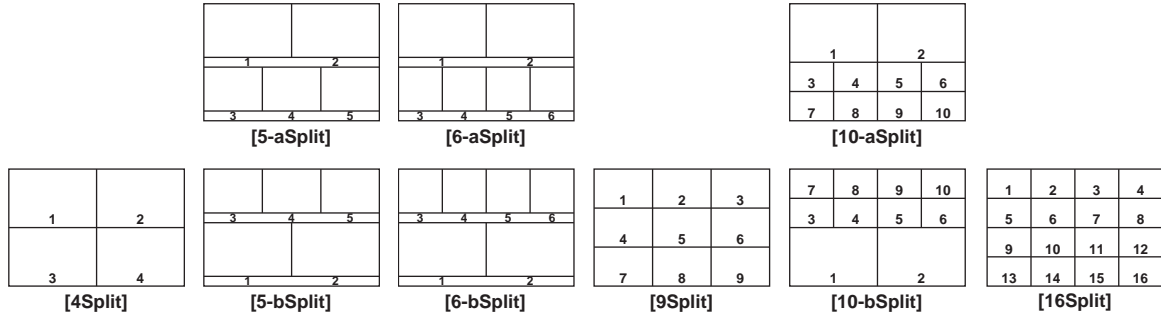 1 2
3 4 5
[5-aSplit]
1 2
3 4 5 6
[6-aSplit]
1 2
3 4 5 6
7 8 9 10
[10-aSplit]
1 2
3 4
[4Split]
3 4 5
1 2
[5-bSplit]
3 4 5 6
1 2
[6-bSplit]
1 2 3
4 5 6
7 8 9
[9Split]
7 8 9 10
3 4 5 6
1 2
[10-bSplit]
1 2 3 4
5 6 7 8
9 10 11 12
13 14 15 16
[16Split]